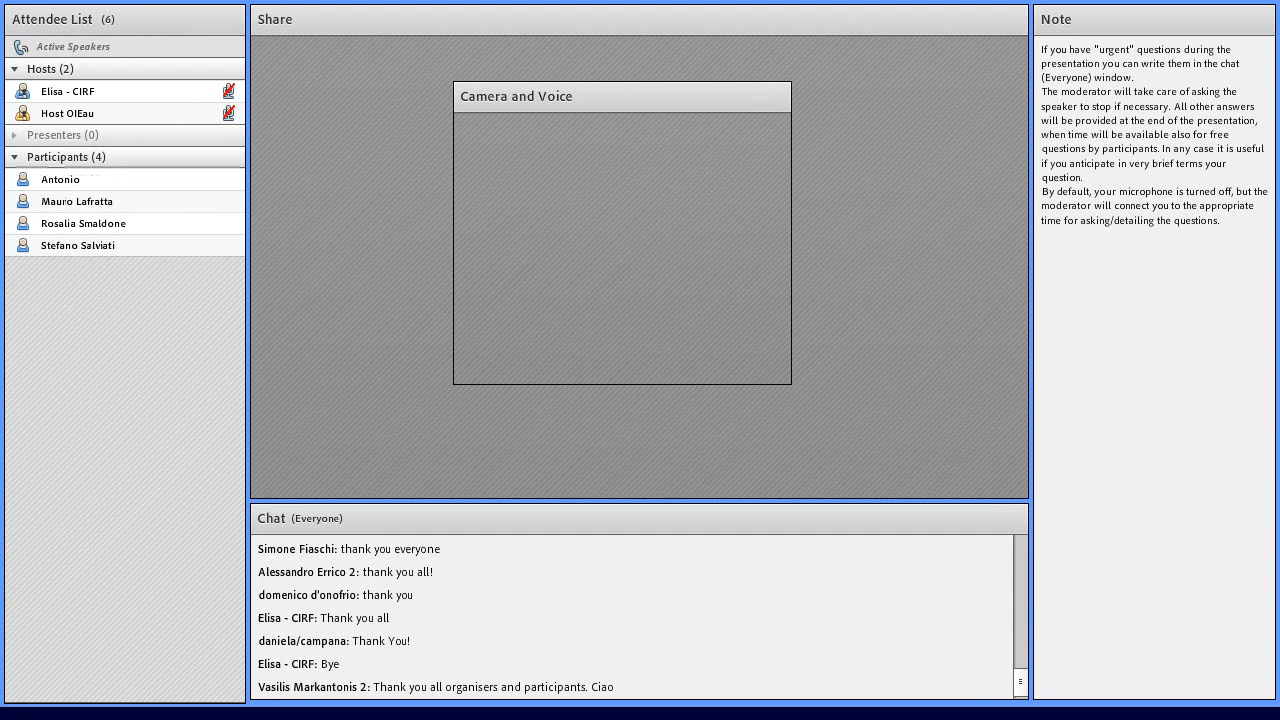 Attendee List (6)
Active Speakers
Hosts (2)
Elisa - CIRF
Host OIEau
Presenters (0)
Participants (4)
Antonio
Mauro Lafratta
Rosalia Smaldone
Stefano Salviati
Share
Camera and Voice
Chat (Everyone)
Simone Fiaschi: thank you everyone
Alessandro Errico 2: thank you all!
domenico d'onofrio: thank you
Elisa - CIRF: Thank you all
daniela/campana: Thank You!
Elisa - CIRF: Bye
Vasilis Markantonis 2: Thank you all organisers and participants. Ciao
Note
If you have "urgent" questions during the
presentation you can write them in the chat
(Everyone) window.
The moderator will take care of asking the
speaker to stop if necessary. All other answers
will be provided at the end of the presentation,
when time will be available also for free
questions by participants. In any case it is useful
if you anticipate in very brief terms your
question.
By default, your microphone is turned off, but the
moderator will connect you to the appropriate
time for asking/detailing the questions.